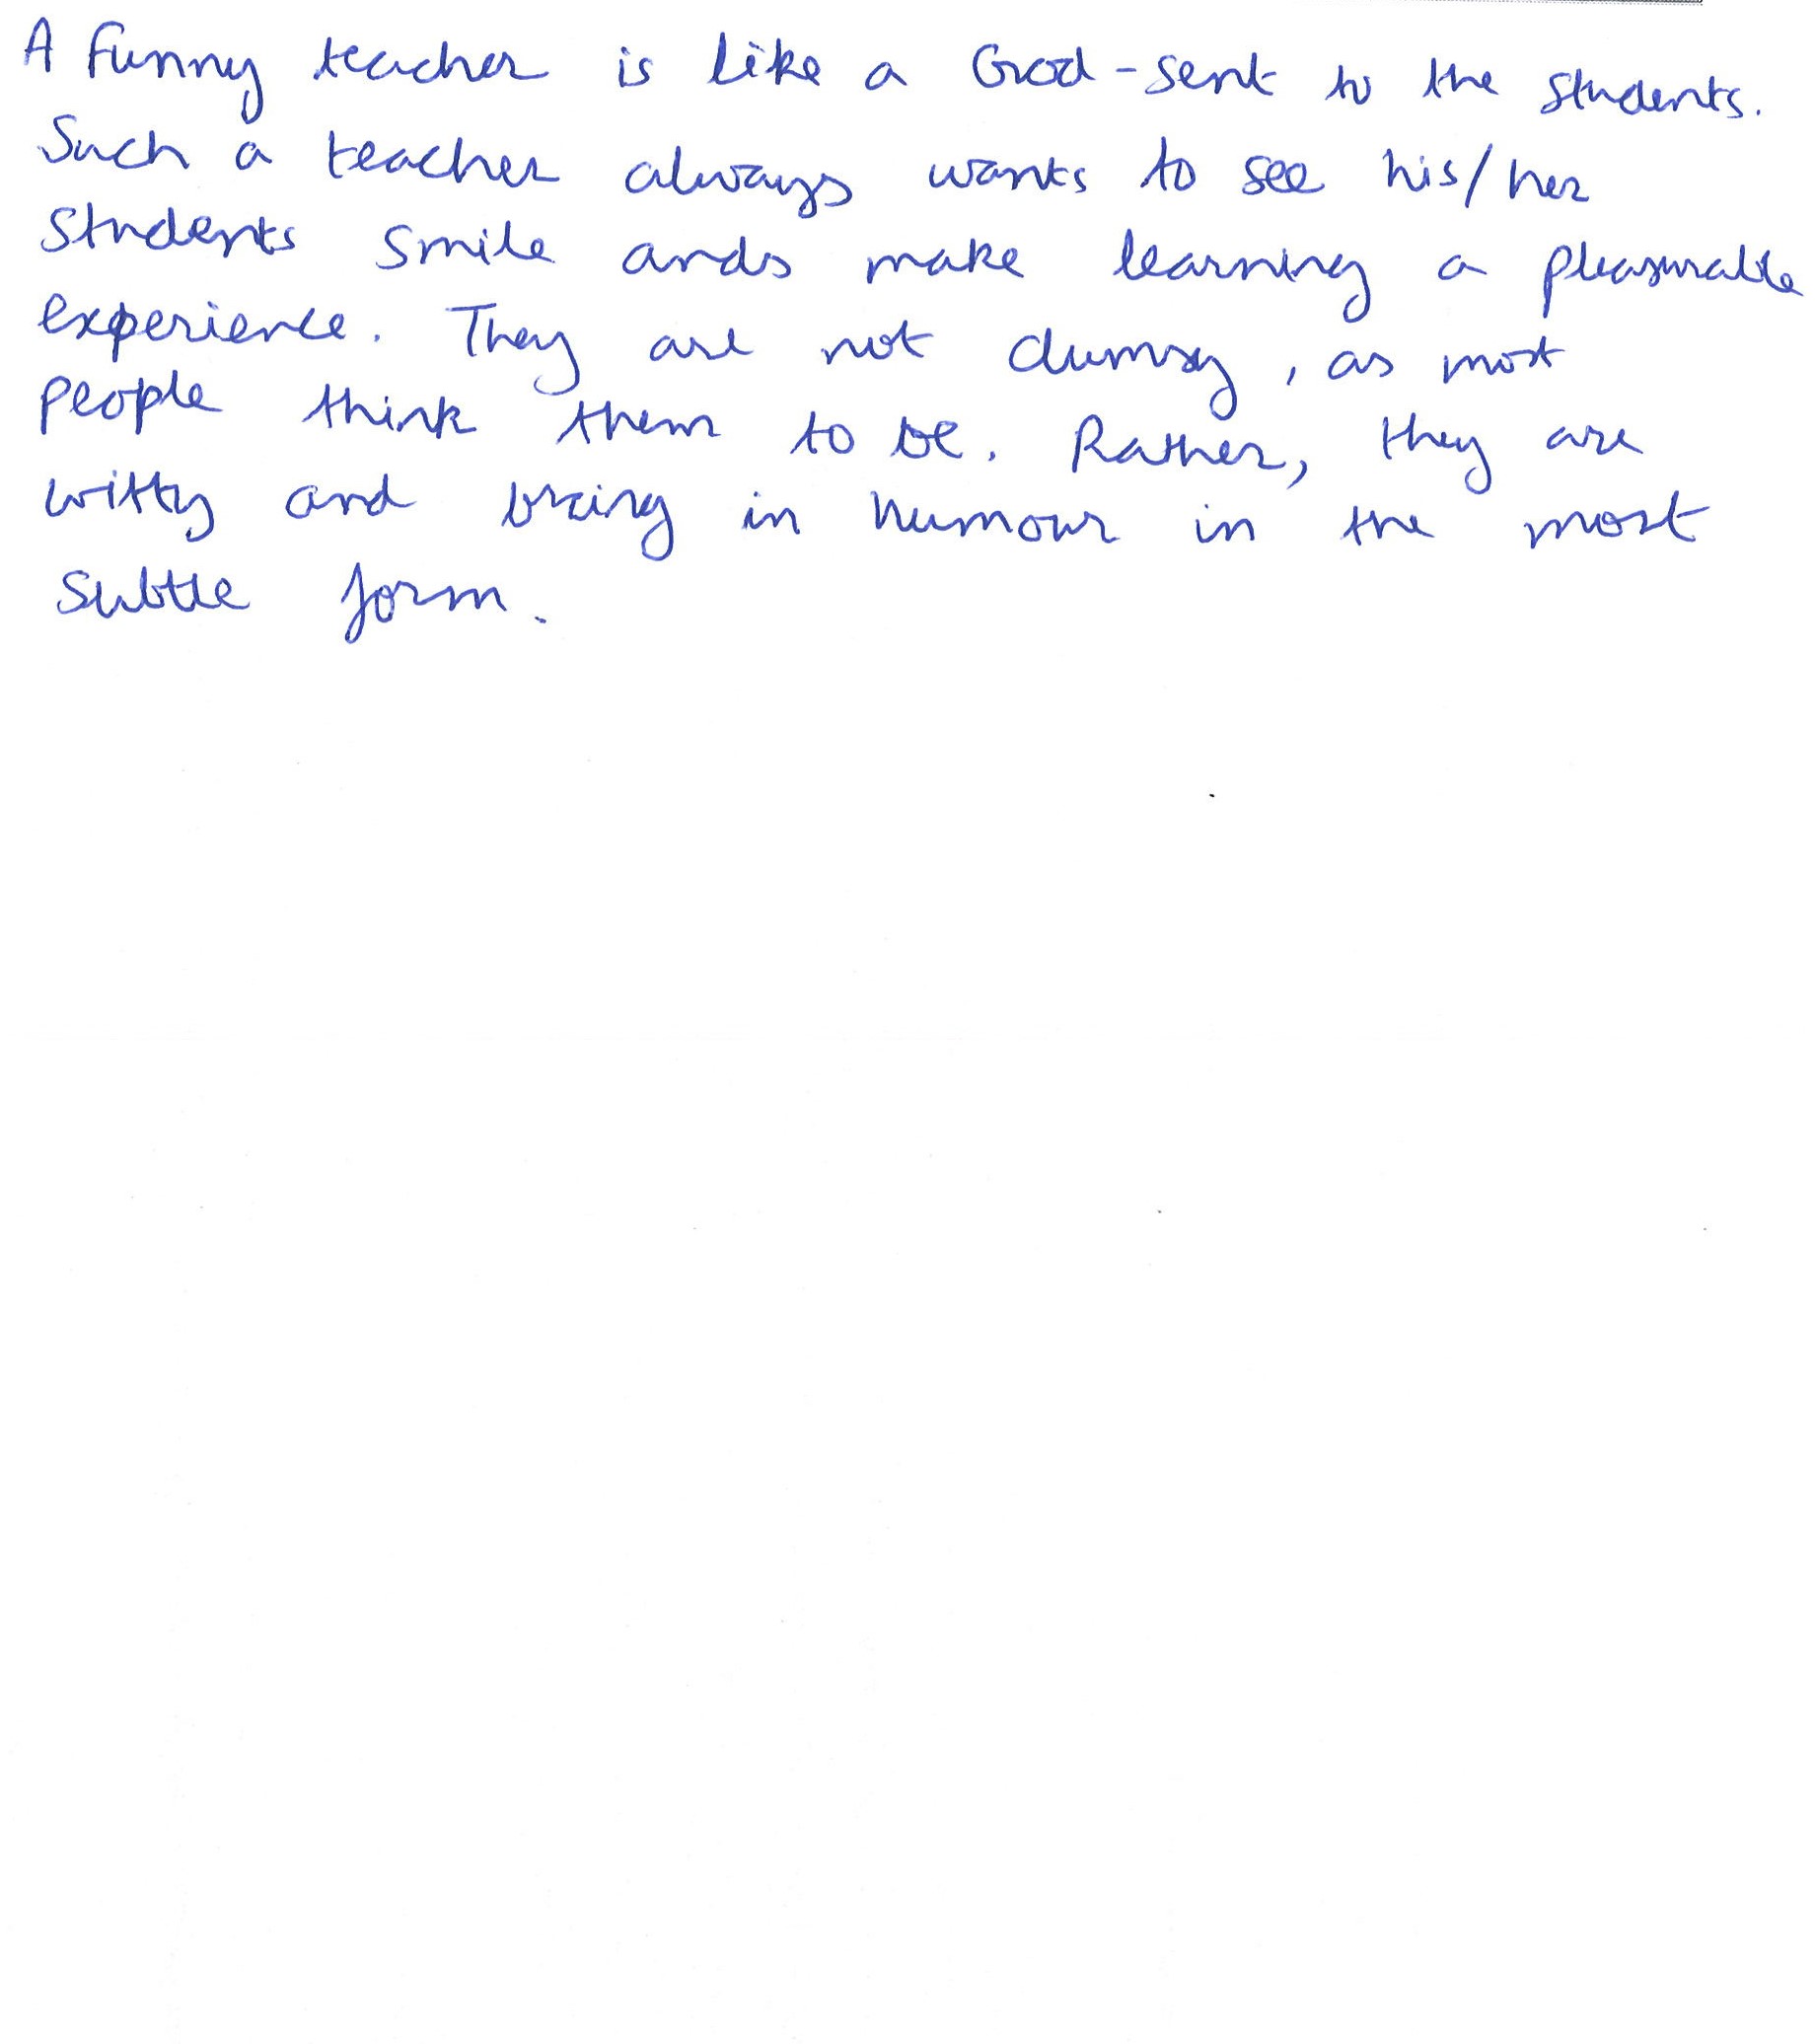 A funny teacher is like a God-sent to the students.
Such a teacher always wants to see his/her
students smile ands make learning a pleasurable
experience. They are not clumsy, as most
people think them to be. Rather, they are
witty and bring in humour in the most
subtle form.